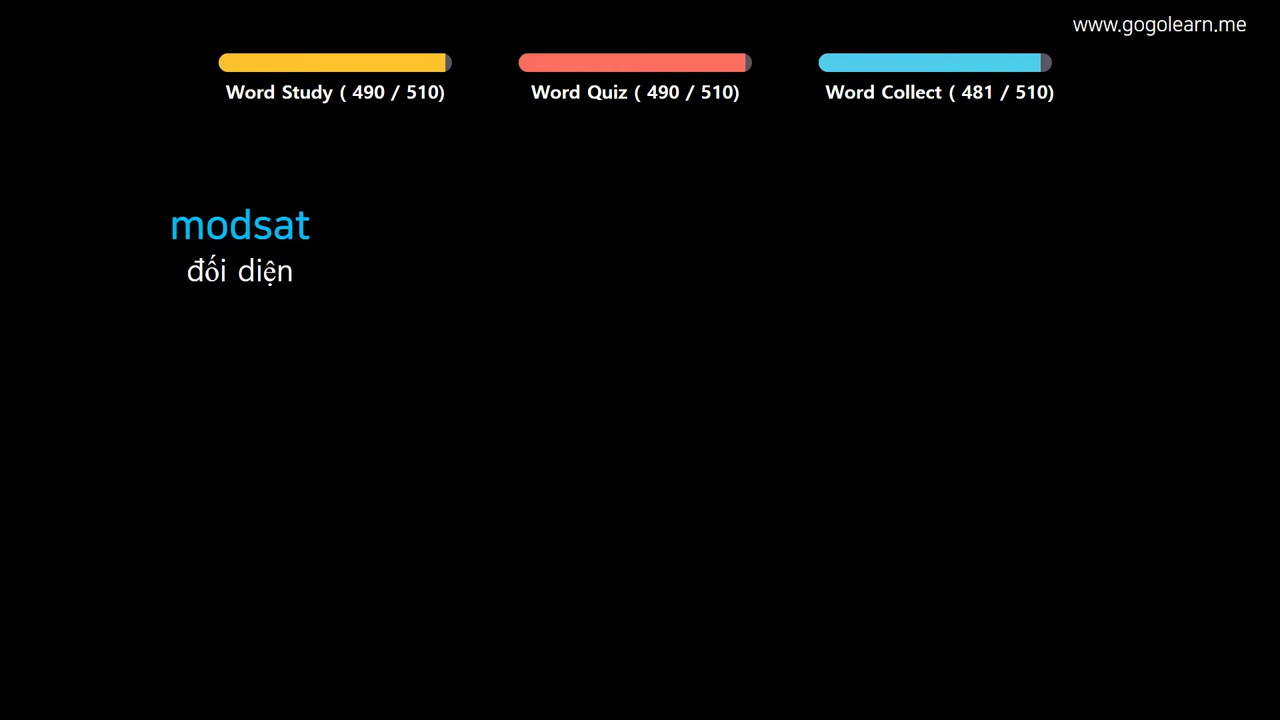 www.gogolearn.me
Word Study ( 490 / 510)
Word Quiz ( 490 / 510)
Word Collect ( 481 / 510)
modsat
đối diện